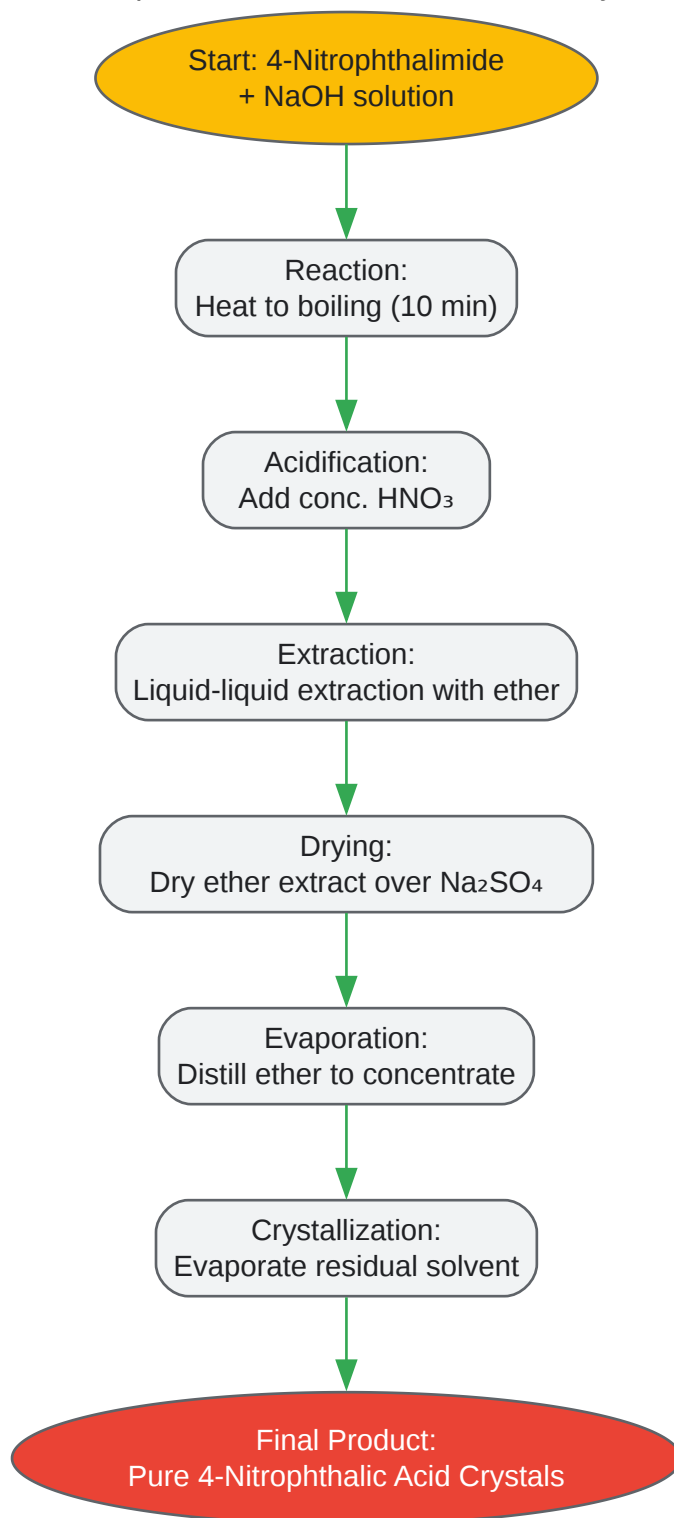 Start: 4-Nitrophthalimide
+ NaOH solution
Reaction:
Heat to boiling (10 min)
Acidification:
Add conc. HNO₃
Extraction:
Liquid-liquid extraction with ether
Drying:
Dry ether extract over Na₂SO₄
Evaporation:
Distill ether to concentrate
Crystallization:
Evaporate residual solvent
Final Product:
Pure 4-Nitrophthalic Acid Crystals